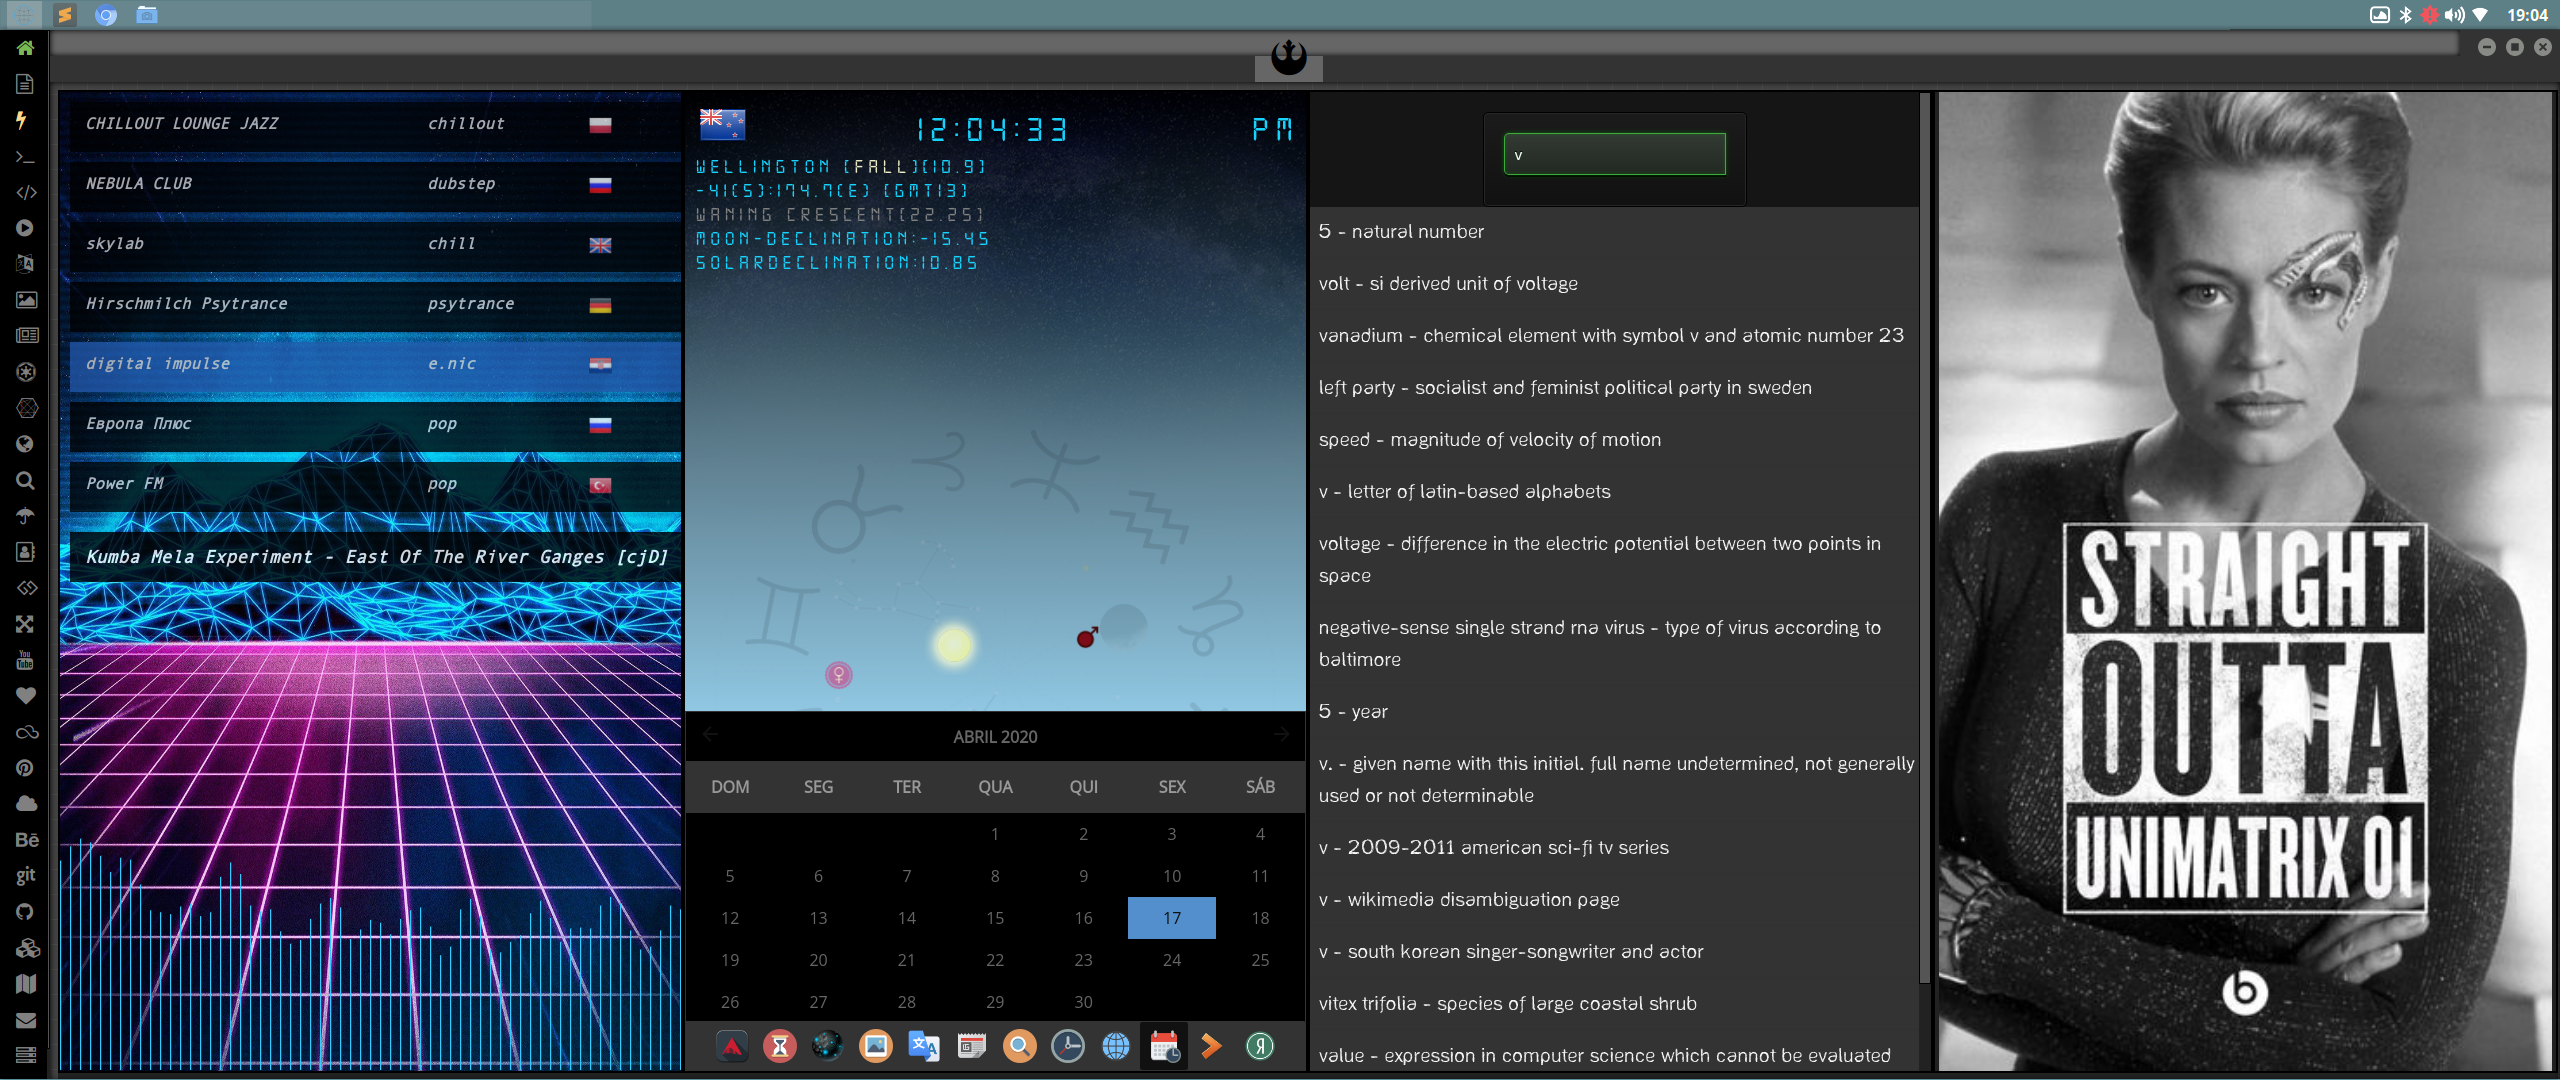 19:04
CHILLOUT LOUNGE JAZZ chillout
NEBULA CLUB dubstep
skylab chill
Hirschmilch Psytrance psytrance
digital impulse e.nic
Европа Плюс pop
Power FM pop
Kumba Mela Experiment - East Of The River Ganges [cjD]
You
Tube
Bē
git
12:04:33 PM
WELLINGTON (FALL)(10.9)
-41(S):174.7(E) (GMT13)
WANING CRESCENT(22.25)
MOON-DECLINATION:-15.45
SOLARDECLINATION:10.85
ABRIL 2020
DOM SEG TER QUA QUI SEX SÁB
1 2 3 4
5 6 7 8 9 10 11
12 13 14 15 16 17 18
19 20 21 22 23 24 25
26 27 28 29 30
v
5 - natural number
volt - si derived unit of voltage
vanadium - chemical element with symbol v and atomic number 23
left party - socialist and feminist political party in sweden
speed - magnitude of velocity of motion
v - letter of latin-based alphabets
voltage - difference in the electric potential between two points in
space
negative-sense single strand rna virus - type of virus according to
baltimore
5 - year
v. - given name with this initial. full name undetermined, not generally
used or not determinable
v - 2009-2011 american sci-fi tv series
v - wikimedia disambiguation page
v - south korean singer-songwriter and actor
vitex trifolia - species of large coastal shrub
value - expression in computer science which cannot be evaluated
STRAIGHT
OUTTA
UNIMATRIX 01
b